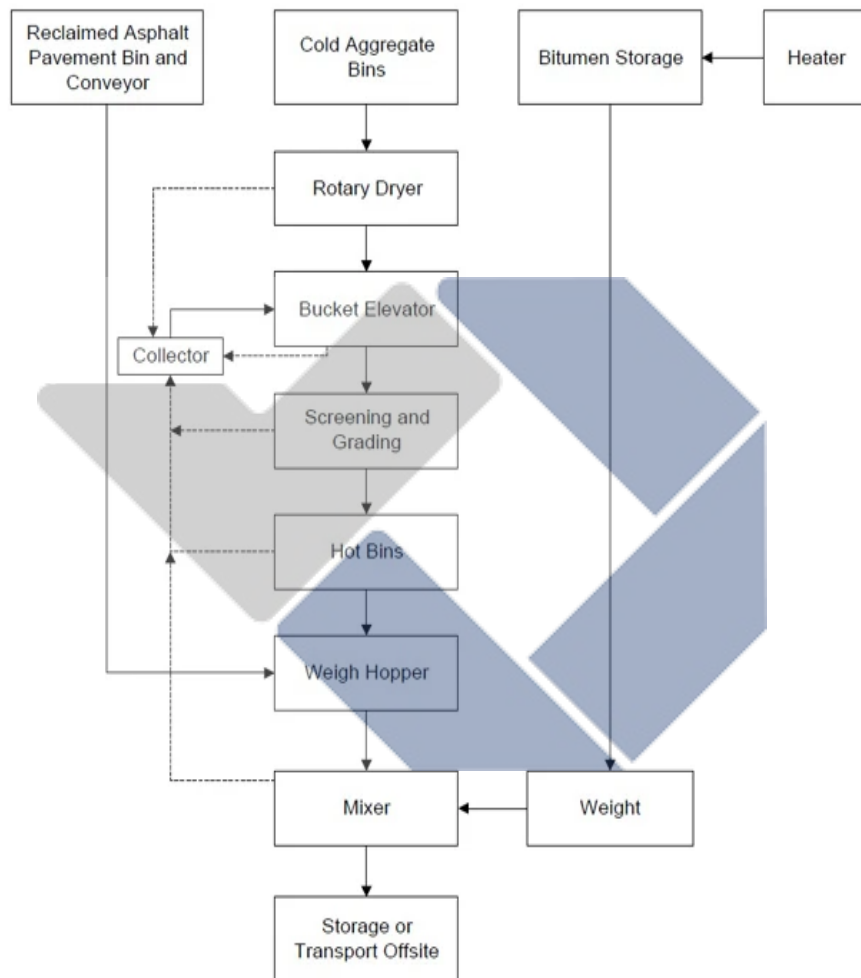 Reclaimed Asphalt
Pavement Bin and
Conveyor
Cold Aggregate
Bins
Bitumen Storage
Heater
Rotary Dryer
Bucket Elevator
Collector
Screening and
Grading
Hot Bins
Weigh Hopper
Mixer
Weight
Storage or
Transport Offsite